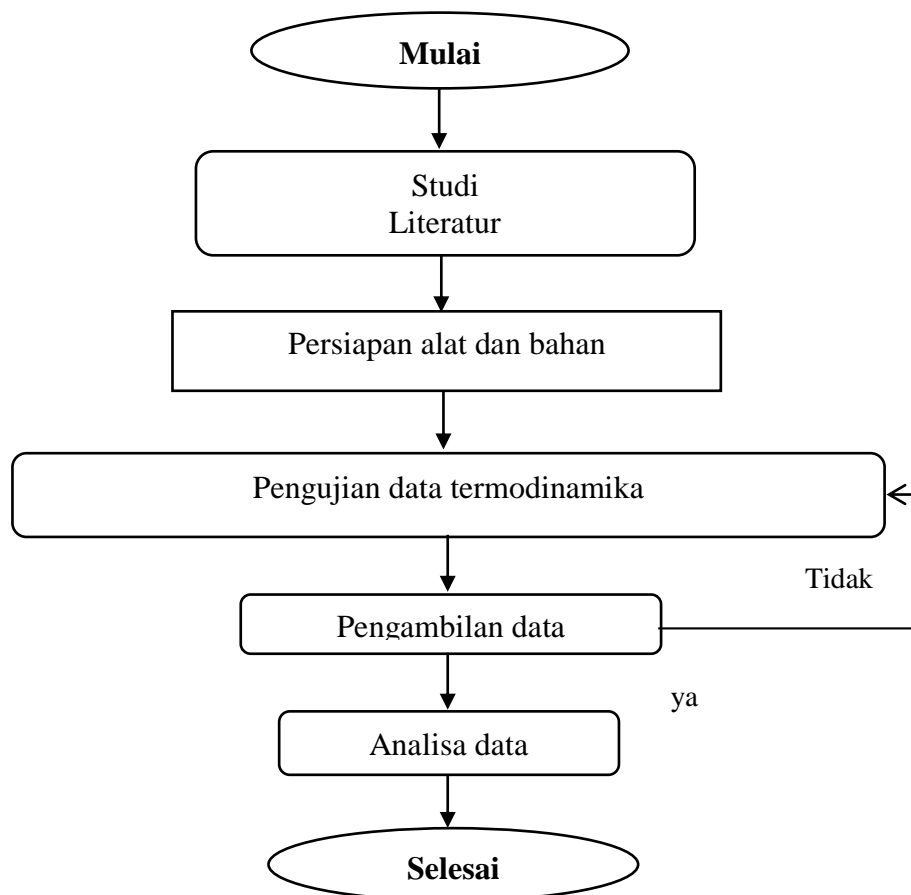 Mulai
Studi
Literatur
Persiapan alat dan bahan
Pengujian data termodinamika
Tidak
Pengambilan data
ya
Analisa data
Selesai